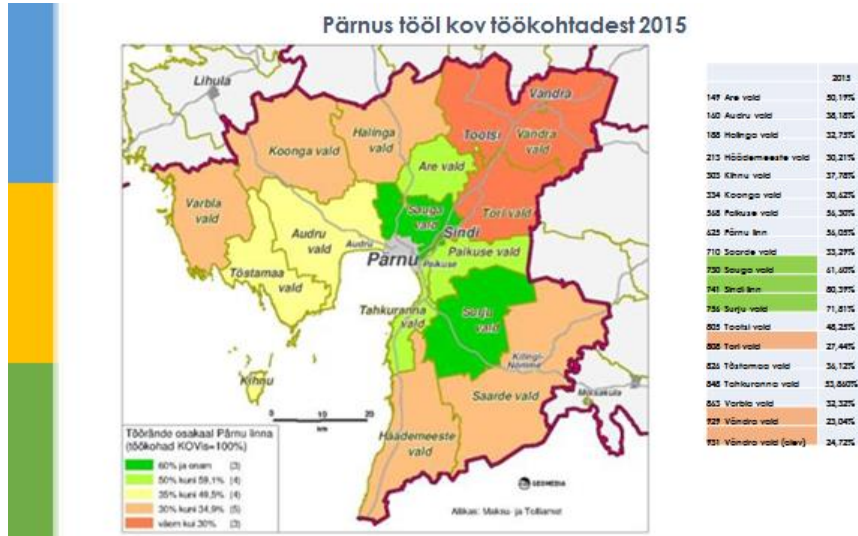 Pärnus tööl kov töökohtadest 2015
Lihula
Vändra
Tootsi
Vändra
vald
Halinga
vald
Koonga vald
Are vald
Varbla
vald
Sauga
vald
Tori vald
Sindi
Audru
vald
Audru
Pärnu
Paikuse vald
Paikuse
Tõstamaa
vald
Tahkuranna
vald
Surju
vald
Kihnu
Kilingi-
Nõmme
Saarde vald
Mõisaküla
Häädemeeste
vald
0 10 20
km
Töörände osakaal Pärnu linna
(töökohad KOVis=100%)
60% ja enam (3)
50% kuni 59,1% (4)
35% kuni 49,5% (4)
30% kuni 34,9% (5)
väem kui 30% (3)
GEOMEDIA
Allikas: Maksu- ja Tolliamet
2015
149 Are vald 50,19%
160 Audru vald 38,18%
188 Halinga vald 32,75%
213 Häädemeeste vald 30,21%
303 Kihnu vald 37,78%
334 Koonga vald 30,62%
568 Paikuse vald 56,30%
625 Pärnu linn 56,05%
710 Saarde vald 33,29%
730 Sauga vald 61,60%
741 Sindi linn 80,39%
756 Surju vald 71,81%
805 Tootsi vald 48,25%
808 Tori vald 27,44%
826 Tõstamaa vald 36,12%
848 Tahkuranna vald 53,860%
863 Varbla vald 32,32%
929 Vändra vald 23,04%
931 Vändra vald (alev) 24,72%